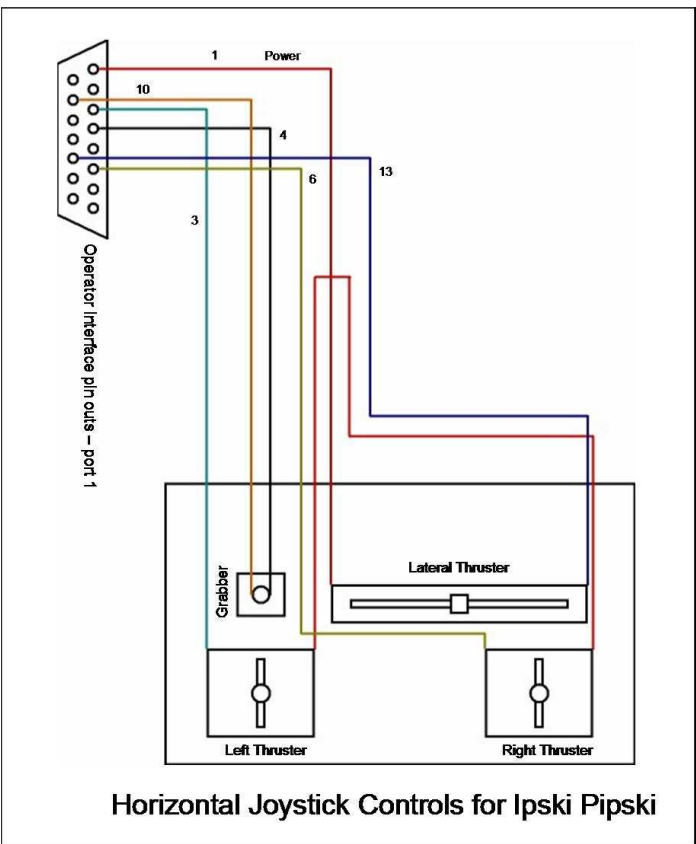 1 Power
10
4
13
6
3
Operator Interface pin outs – port 1
Lateral Thruster
Grabber
Left Thruster
Right Thruster
Horizontal Joystick Controls for Ipski Pipski